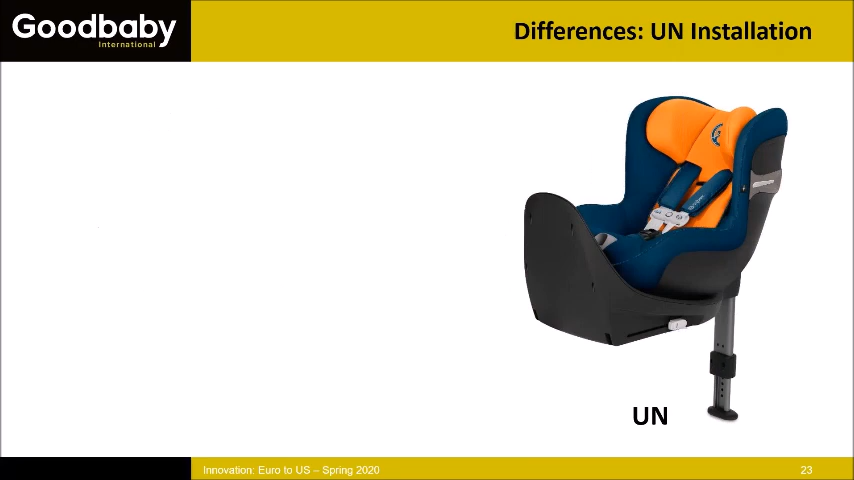 Goodbaby
International
Differences: UN Installation
UN
Innovation: Euro to US – Spring 2020
23